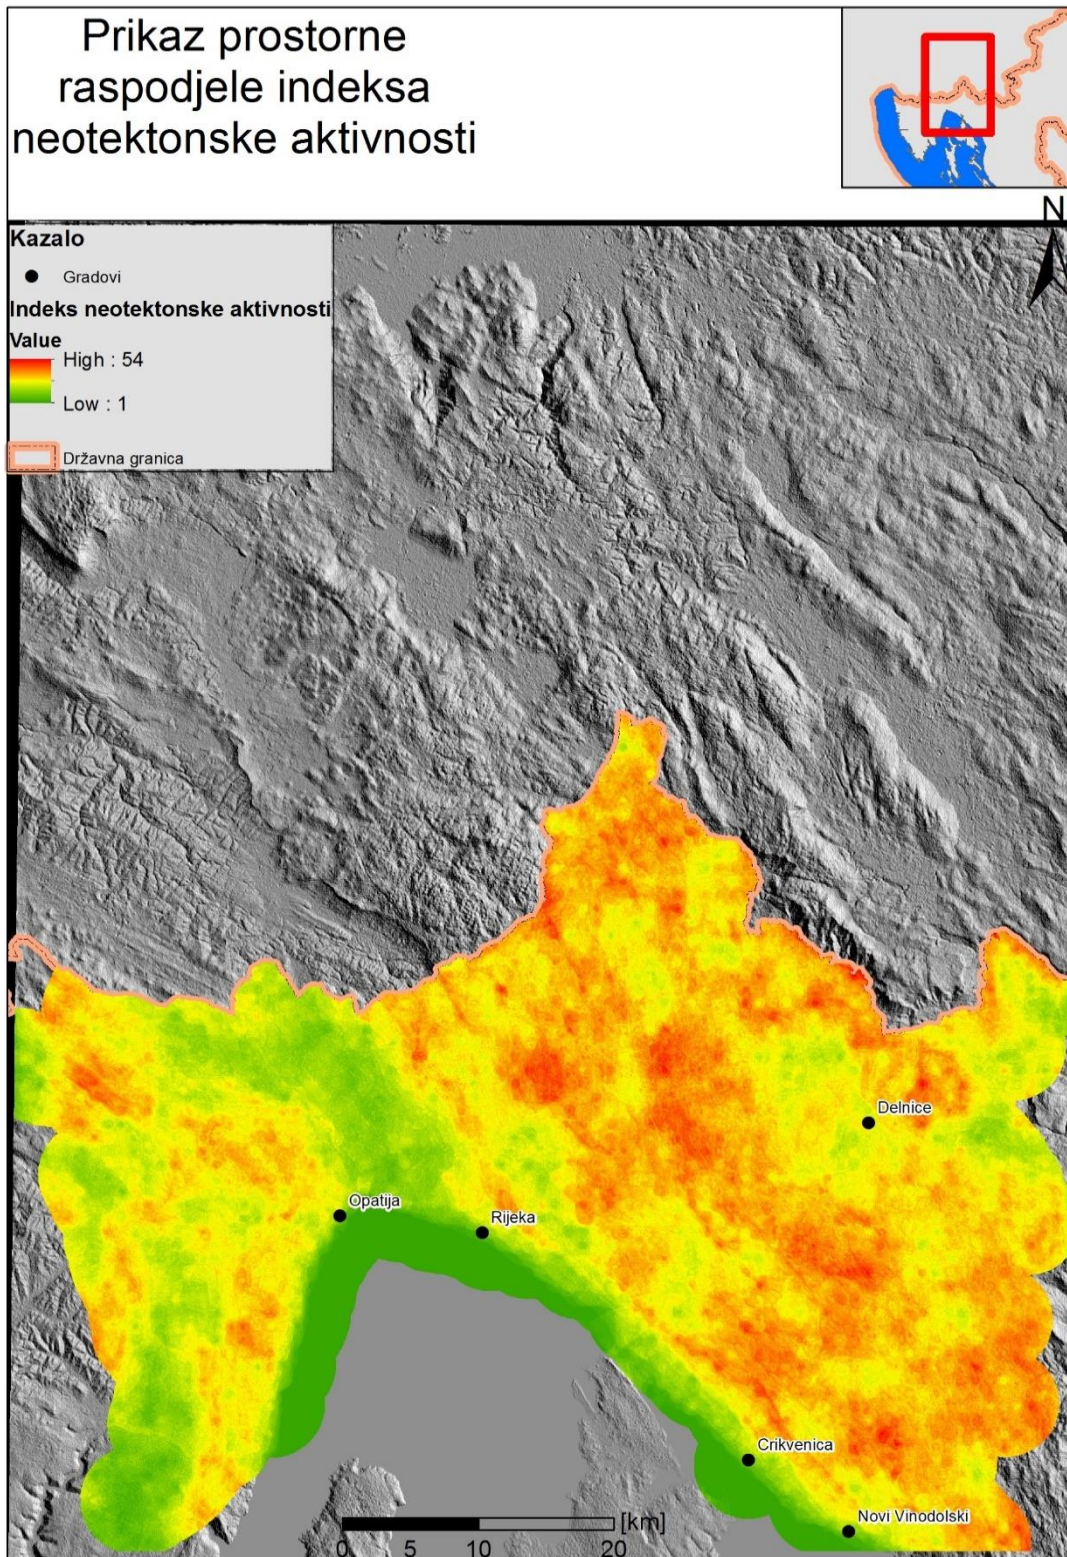 Prikaz prostorne
raspodjele indeksa
neotektonske aktivnosti
N
Kazalo
Gradovi
Indeks neotektonske aktivnosti
Value
High : 54
Low : 1
Državna granica
Delnice
Opatija
Rijeka
Crikvenica
Novi Vinodolski
[km]
0 5 10 20